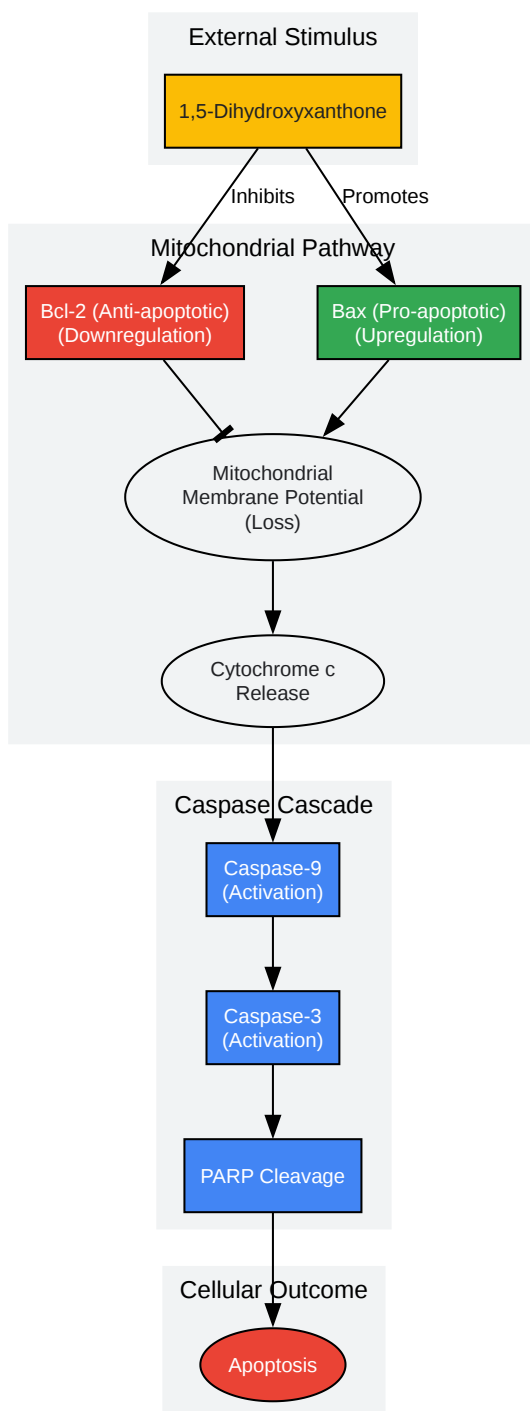 External Stimulus
1,5-Dihydroxyxanthone
Inhibits
Promotes
Mitochondrial Pathway
Bcl-2 (Anti-apoptotic)
(Downregulation)
Bax (Pro-apoptotic)
(Upregulation)
Mitochondrial
Membrane Potential
(Loss)
Cytochrome c
Release
Caspase Cascade
Caspase-9
(Activation)
Caspase-3
(Activation)
PARP Cleavage
Cellular Outcome
Apoptosis